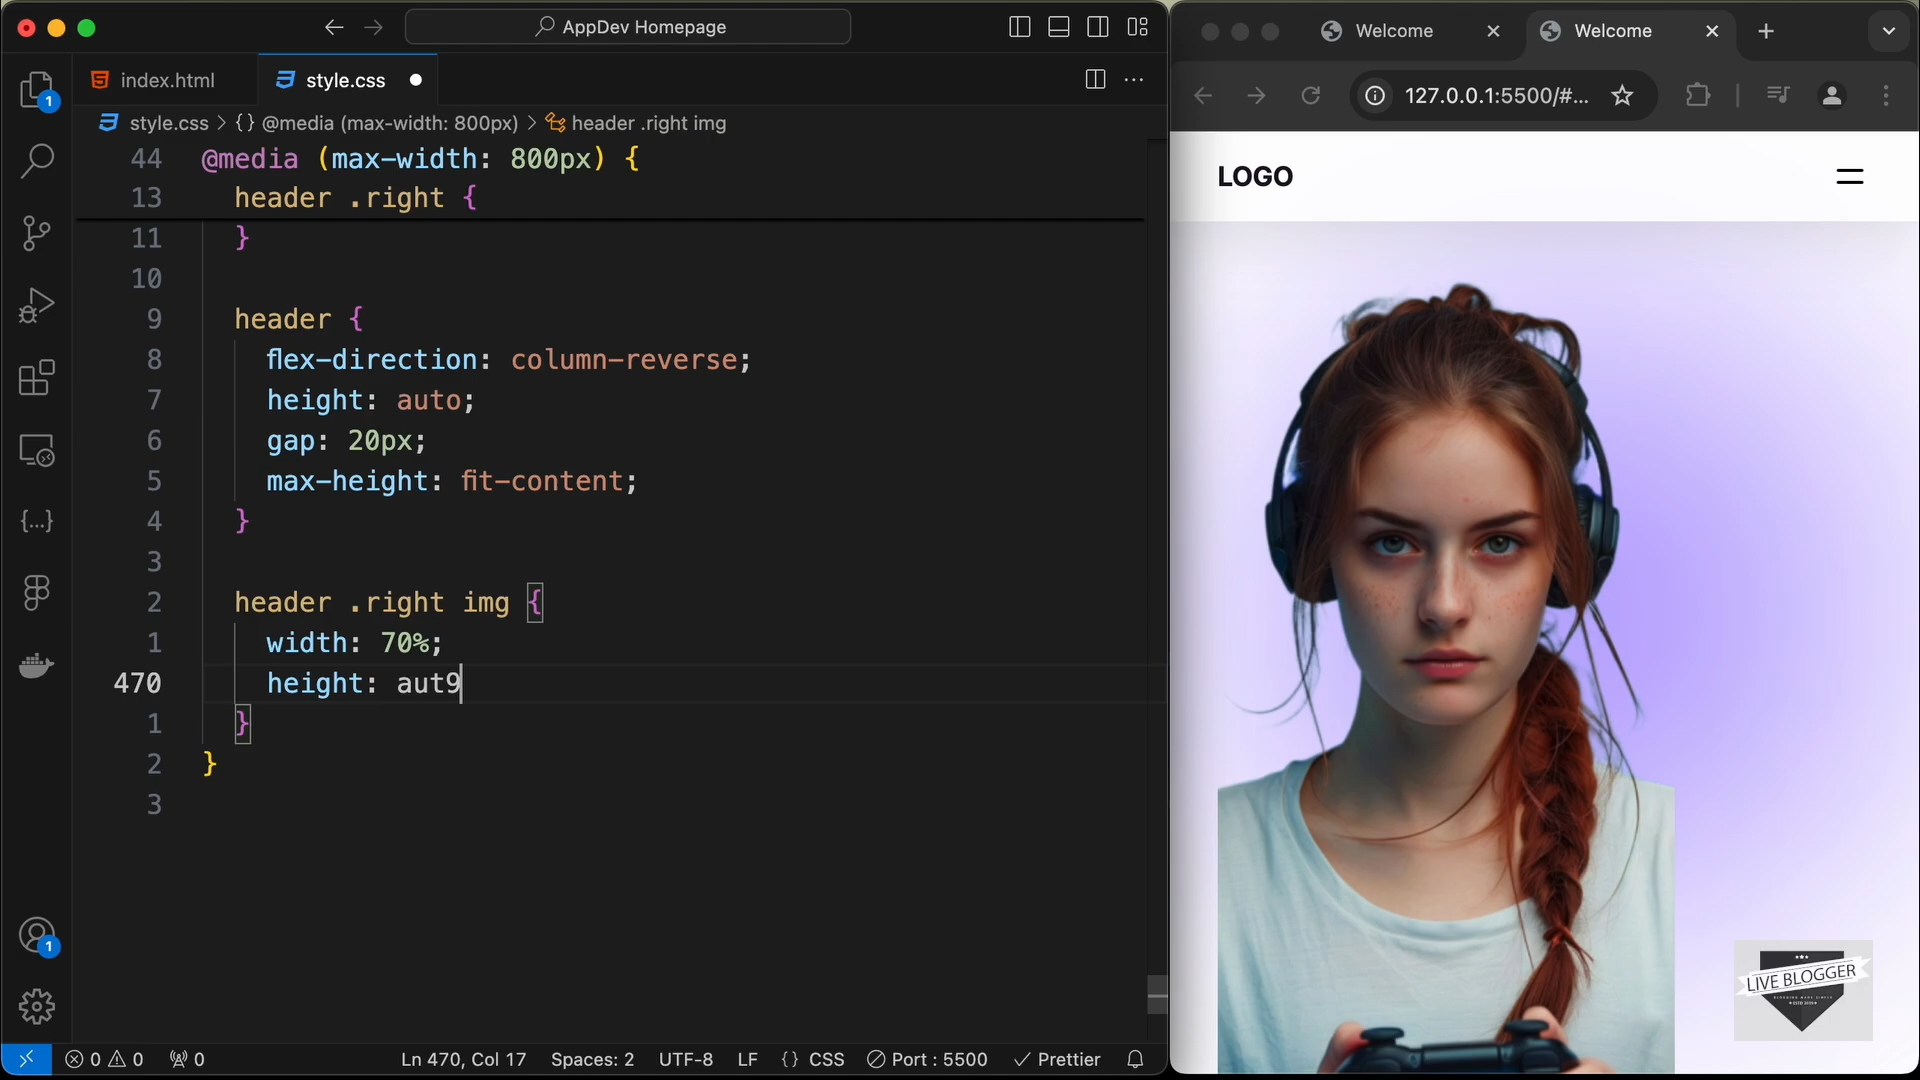 AppDev Homepage
index.html
style.css
style.css > {} @media (max-width: 800px) > header .right img
44 @media (max-width: 800px) {
13 header .right {
11 }
10
9 header {
8 flex-direction: column-reverse;
7 height: auto;
6 gap: 20px;
5 max-height: fit-content;
4 }
3
2 header .right img {
1 width: 70%;
470 height: aut9
1 }
2 }
3
1
1
0 0 0 Ln 470, Col 17 Spaces: 2 UTF-8 LF {} CSS Port : 5500 Prettier
Welcome
Welcome
127.0.0.1:5500/#...
LOGO
LIVE BLOGGER